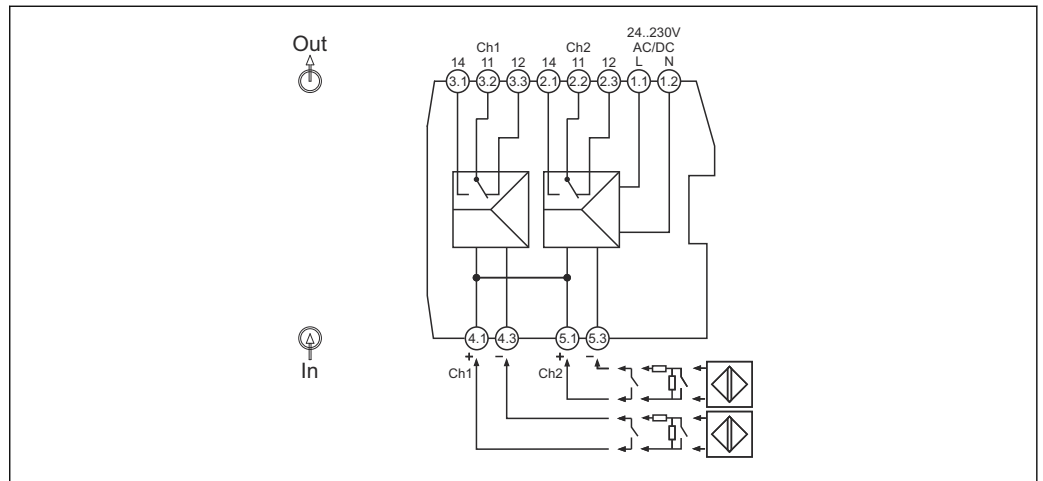 Out
24..230V
Ch1 Ch2 AC/DC
14 11 12 14 11 12 L N
3.1 3.2 3.3 2.1 2.2 2.3 1.1 1.2
4.1 4.3 5.1 5.3
+ – + –
In
Ch1 Ch2